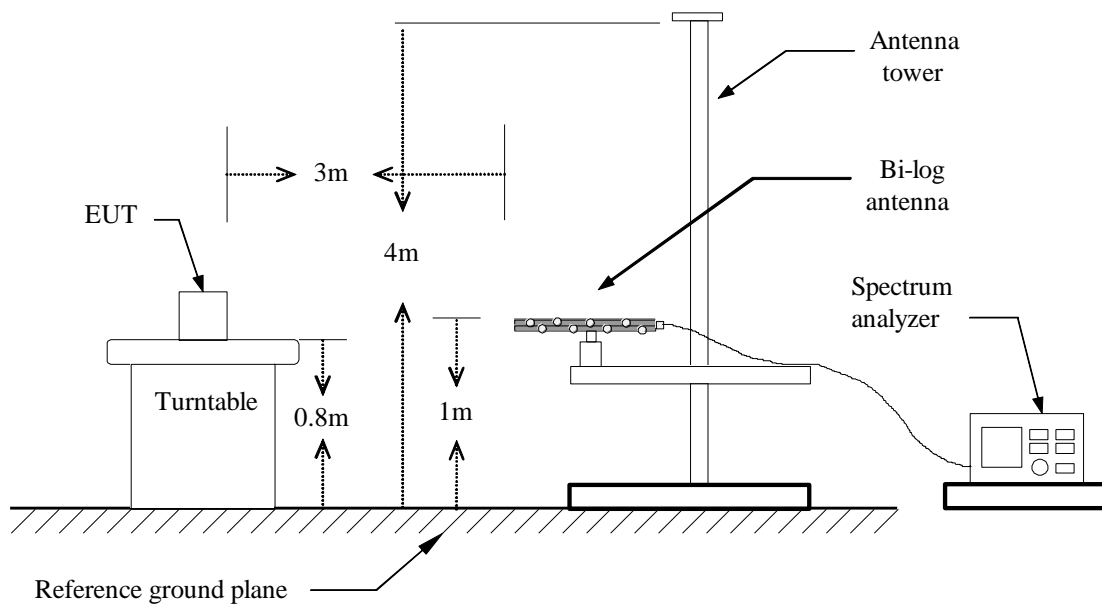 Antenna
tower
3m
Bi-log
antenna
EUT
4m
Spectrum
analyzer
Turntable
0.8m
1m
Reference ground plane